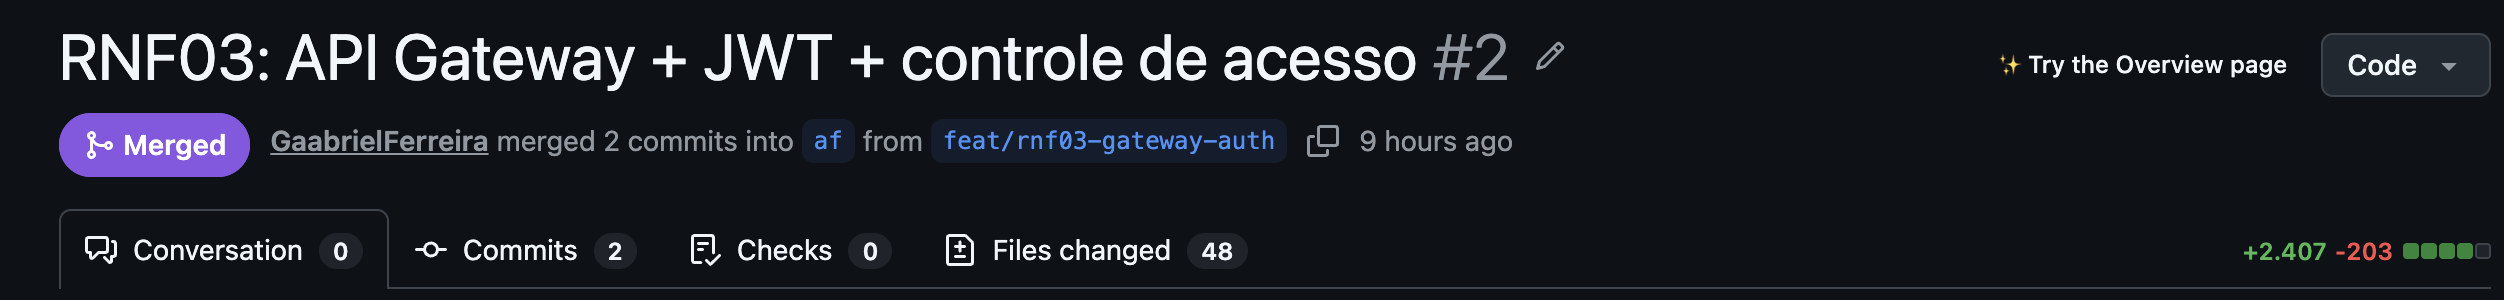 RNF03: API Gateway + JWT + controle de acesso #2
✨ Try the Overview page
Code
Merged
GaabrielFerreira merged 2 commits into af from feat/rnf03-gateway-auth 9 hours ago
Conversation 0
Commits 2
Checks 0
Files changed 48
+2.407 -203